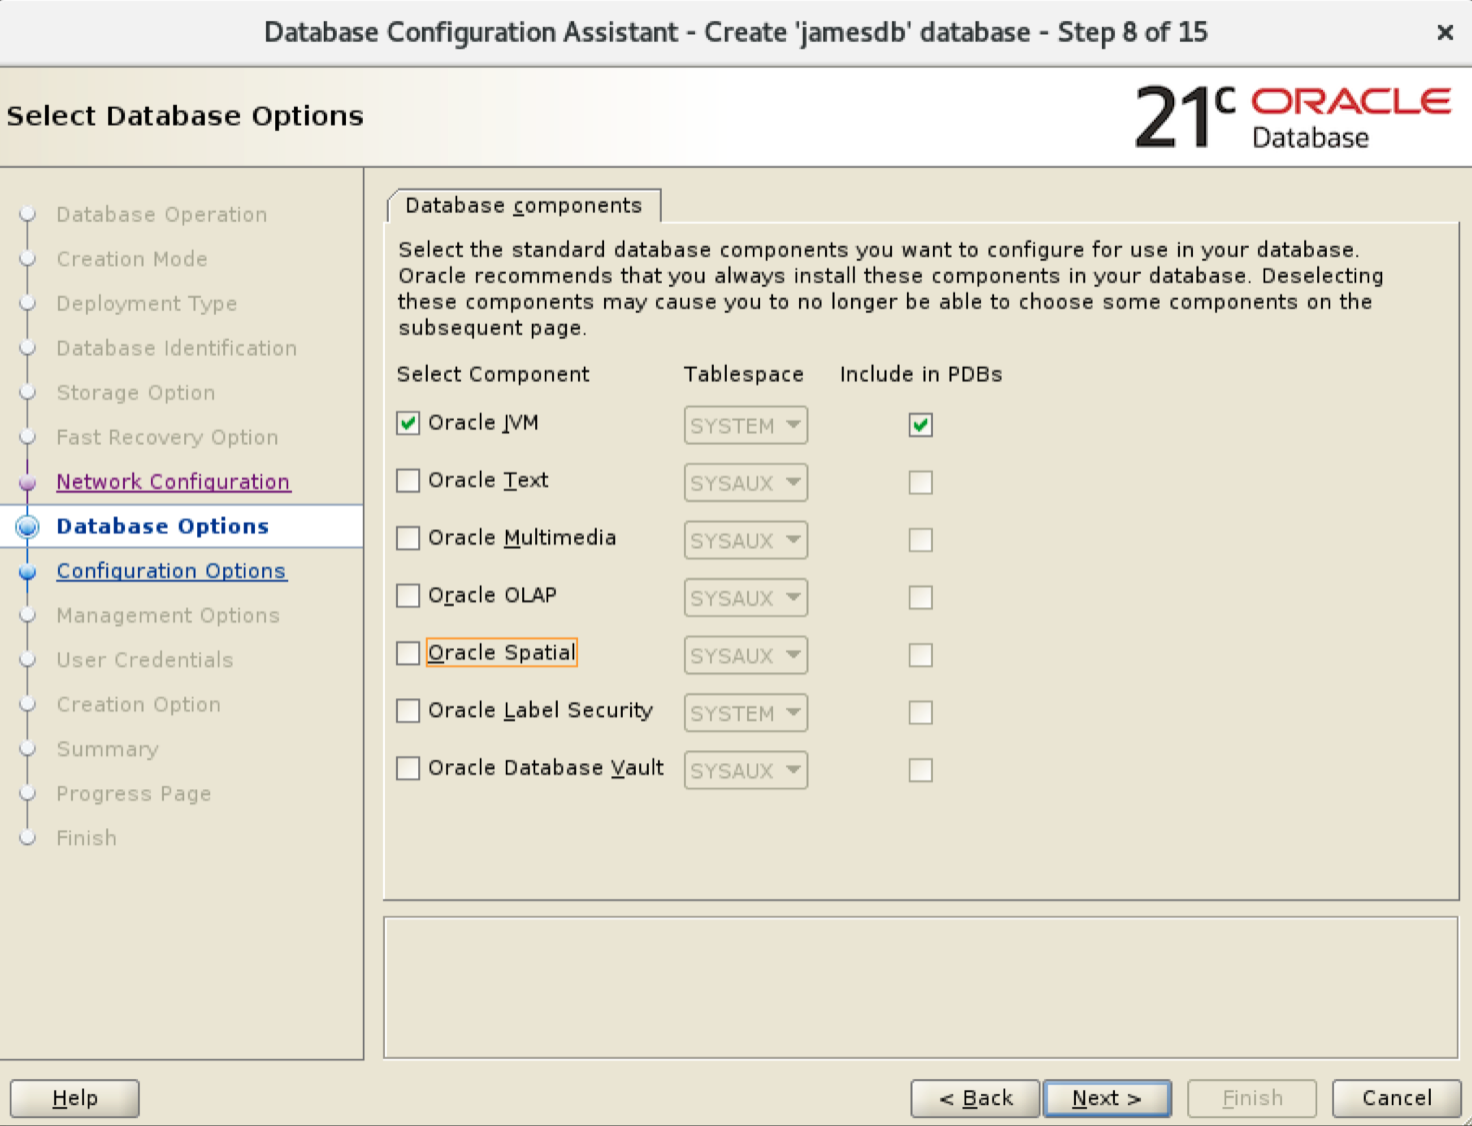 Database Configuration Assistant - Create 'jamesdb' database - Step 8 of 15
×
Select Database Options
21c ORACLE
Database
Database Operation
Creation Mode
Deployment Type
Database Identification
Storage Option
Fast Recovery Option
Network Configuration
Database Options
Configuration Options
Management Options
User Credentials
Creation Option
Summary
Progress Page
Finish
Database components
Select the standard database components you want to configure for use in your database.
Oracle recommends that you always install these components in your database. Deselecting
these components may cause you to no longer be able to choose some components on the
subsequent page.
Select Component Tablespace Include in PDBs
Oracle JVM SYSTEM
Oracle Text SYSAUX
Oracle Multimedia SYSAUX
Oracle OLAP SYSAUX
Oracle Spatial SYSAUX
Oracle Label Security SYSTEM
Oracle Database Vault SYSAUX
Help < Back Next > Finish Cancel